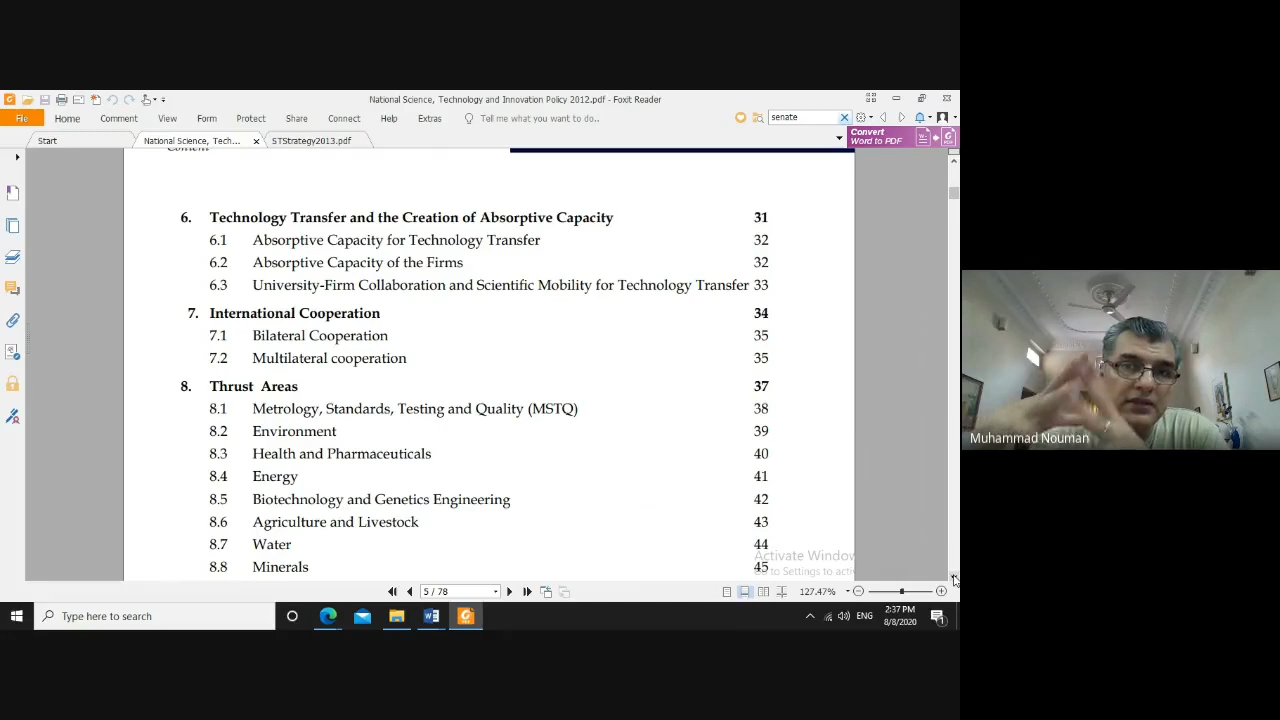 National Science, Technology and Innovation Policy 2012.pdf - Foxit Reader
File Home Comment View Form Protect Share Connect Help Extras Tell me what you want to do.. senate
Start National Science, Tech... STStrategy2013.pdf Convert Word to PDF
Content
6. Technology Transfer and the Creation of Absorptive Capacity 31
6.1 Absorptive Capacity for Technology Transfer 32
6.2 Absorptive Capacity of the Firms 32
6.3 University-Firm Collaboration and Scientific Mobility for Technology Transfer 33
7. International Cooperation 34
7.1 Bilateral Cooperation 35
7.2 Multilateral cooperation 35
8. Thrust Areas 37
8.1 Metrology, Standards, Testing and Quality (MSTQ) 38
8.2 Environment 39
8.3 Health and Pharmaceuticals 40
8.4 Energy 41
8.5 Biotechnology and Genetics Engineering 42
8.6 Agriculture and Livestock 43
8.7 Water 44
8.8 Minerals 45
Activate Window
Go to Settings to activ
5 / 78 127.47%
Type here to search ENG 2:37 PM
8/8/2020 1
Muhammad Nouman